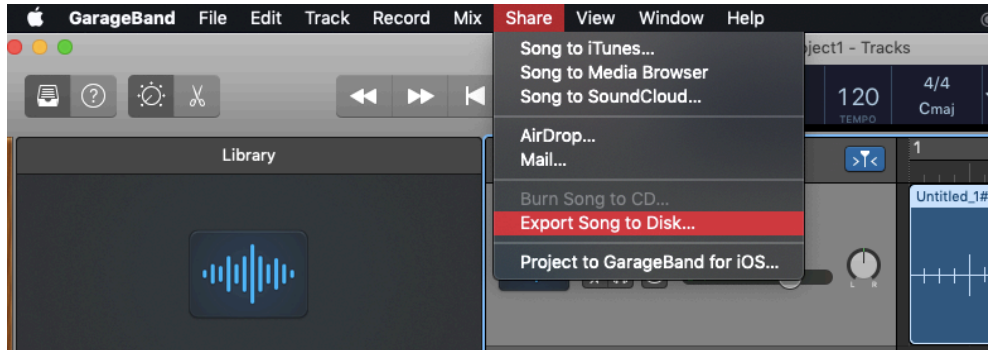 GarageBand File Edit Track Record Mix Share View Window Help
Song to iTunes...
Song to Media Browser
Song to SoundCloud...
AirDrop...
Mail...
Burn Song to CD...
Export Song to Disk...
Project to GarageBand for iOS...
ject1 - Tracks
120
TEMPO
4/4
Cmaj
Library
1
Untitled_1#
L R